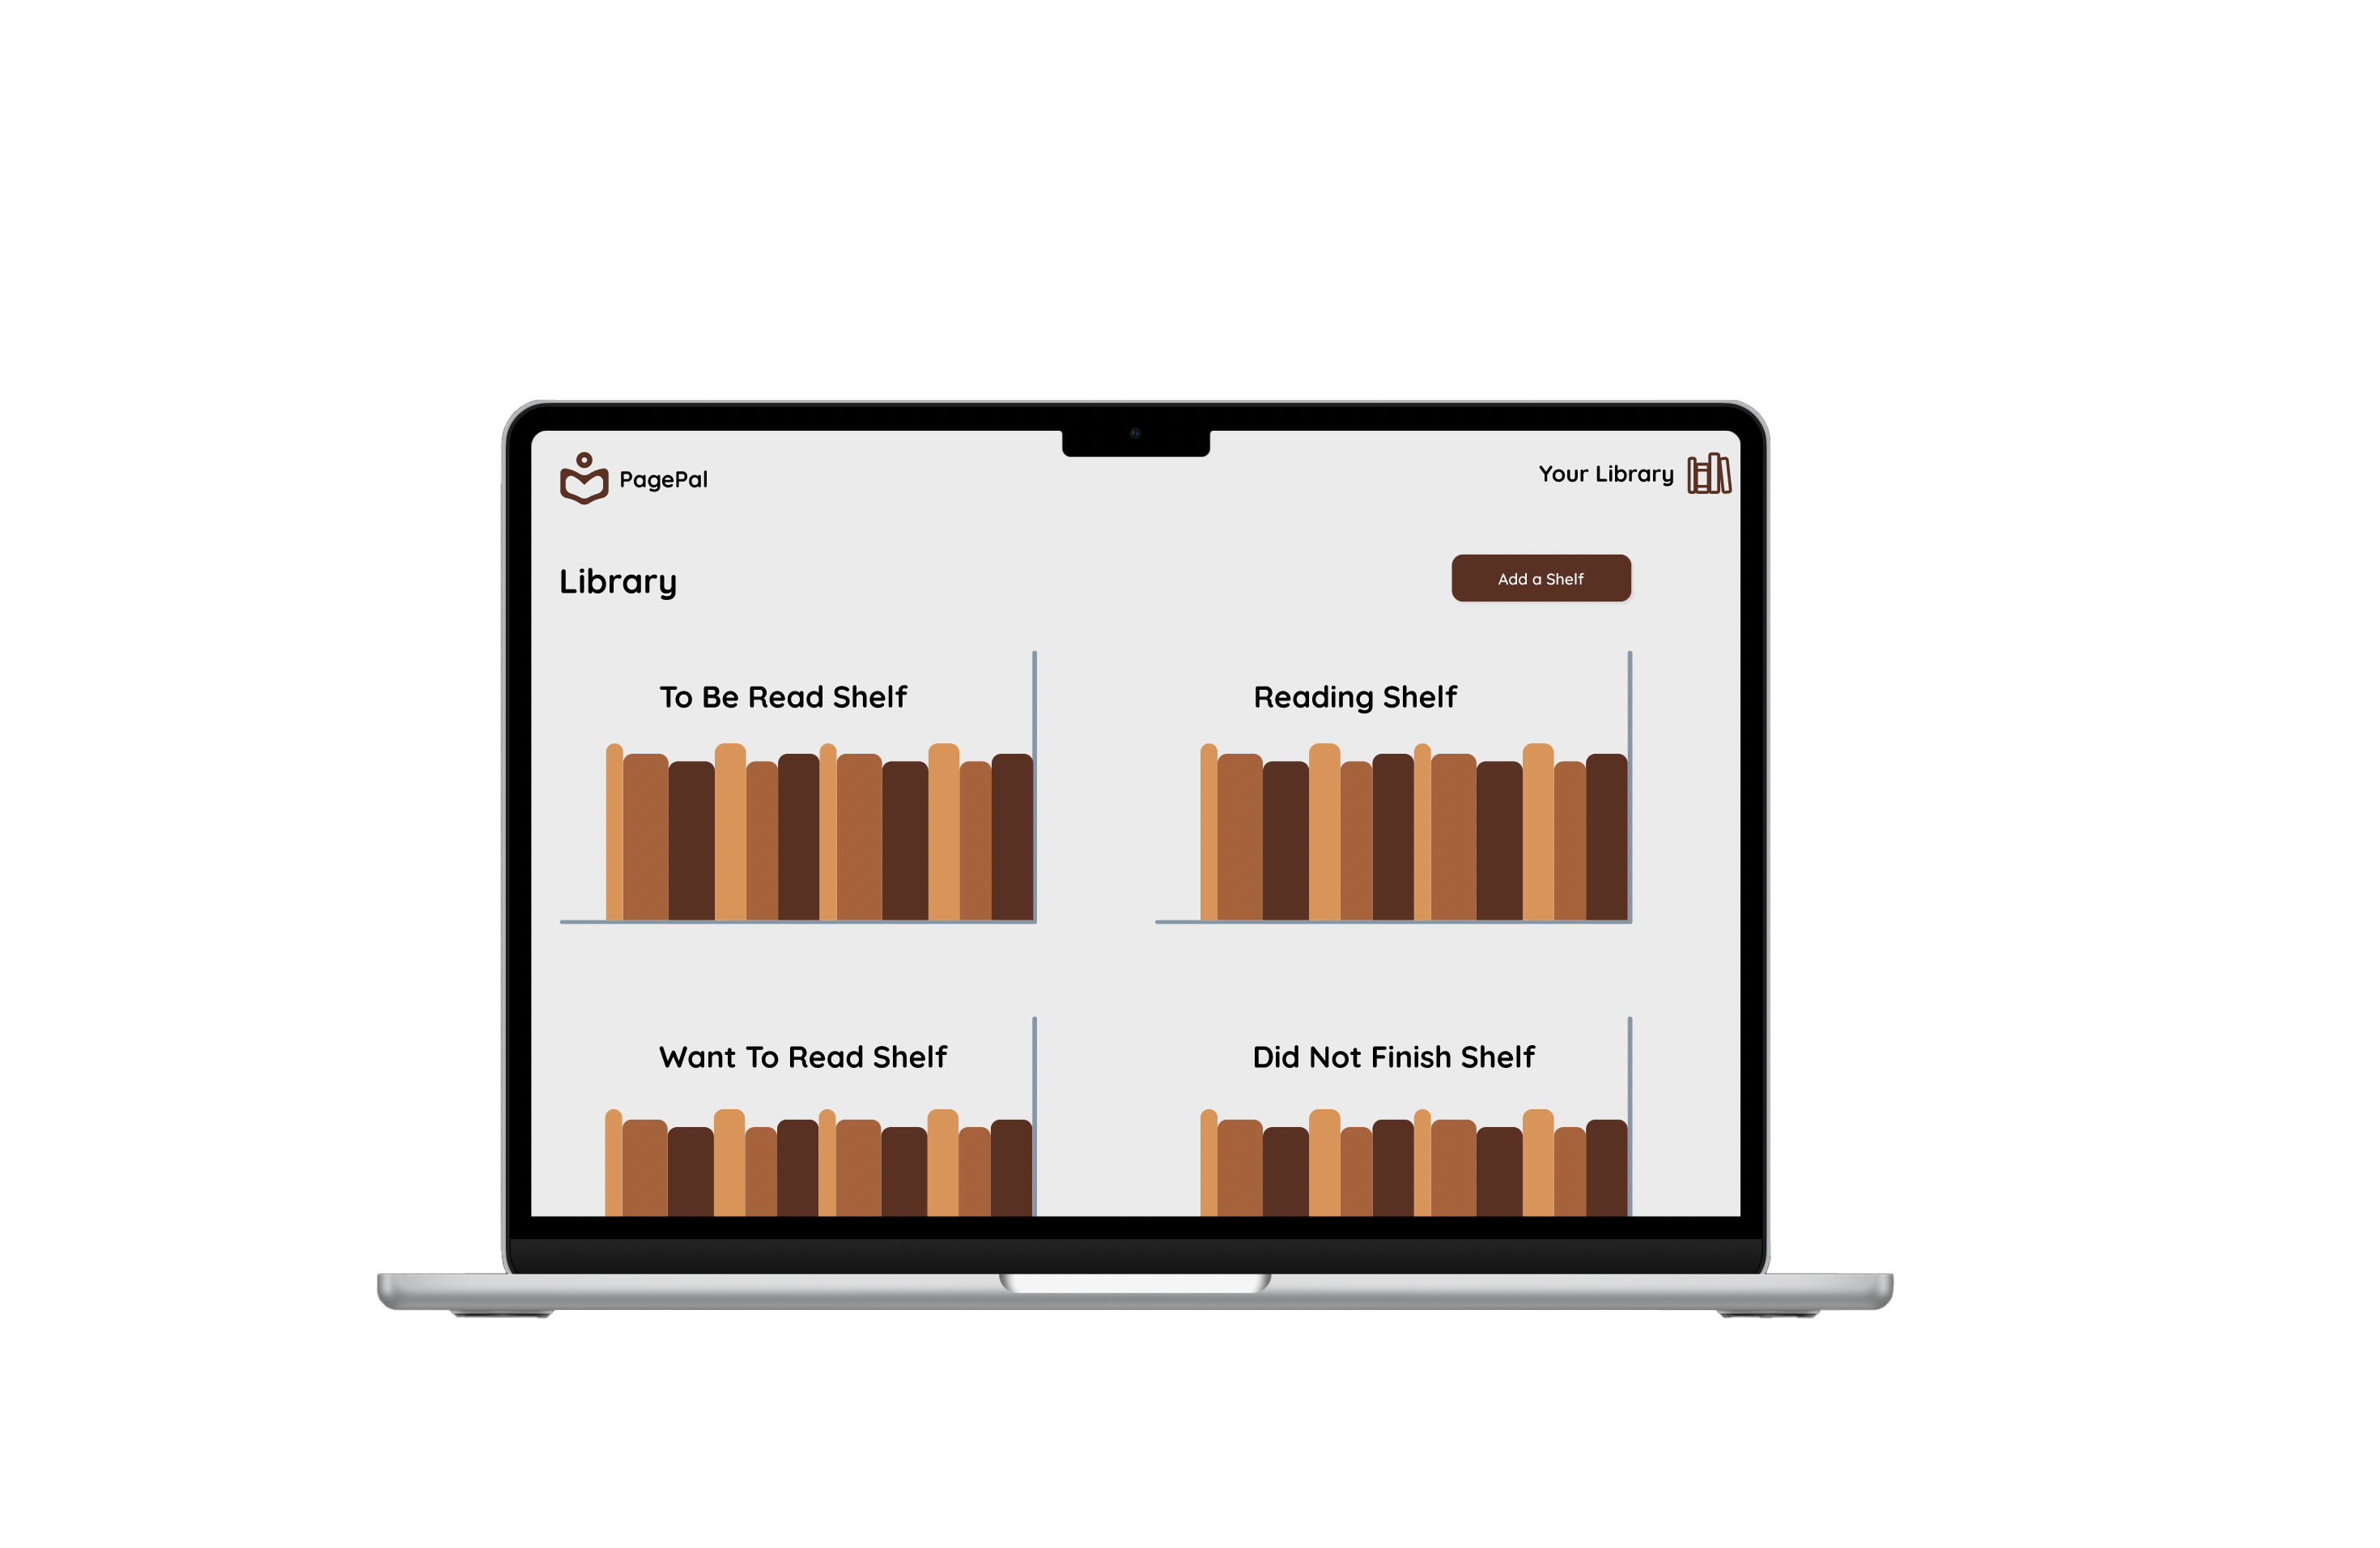 PagePal
Your Library
Library
Add a Shelf
To Be Read Shelf
Reading Shelf
Want To Read Shelf
Did Not Finish Shelf